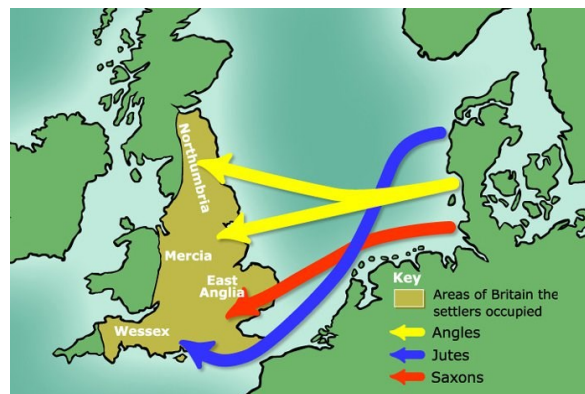 Northumbria
Mercia
East
Anglia
Wessex
Key
Areas of Britain the
settlers occupied
Angles
Jutes
Saxons